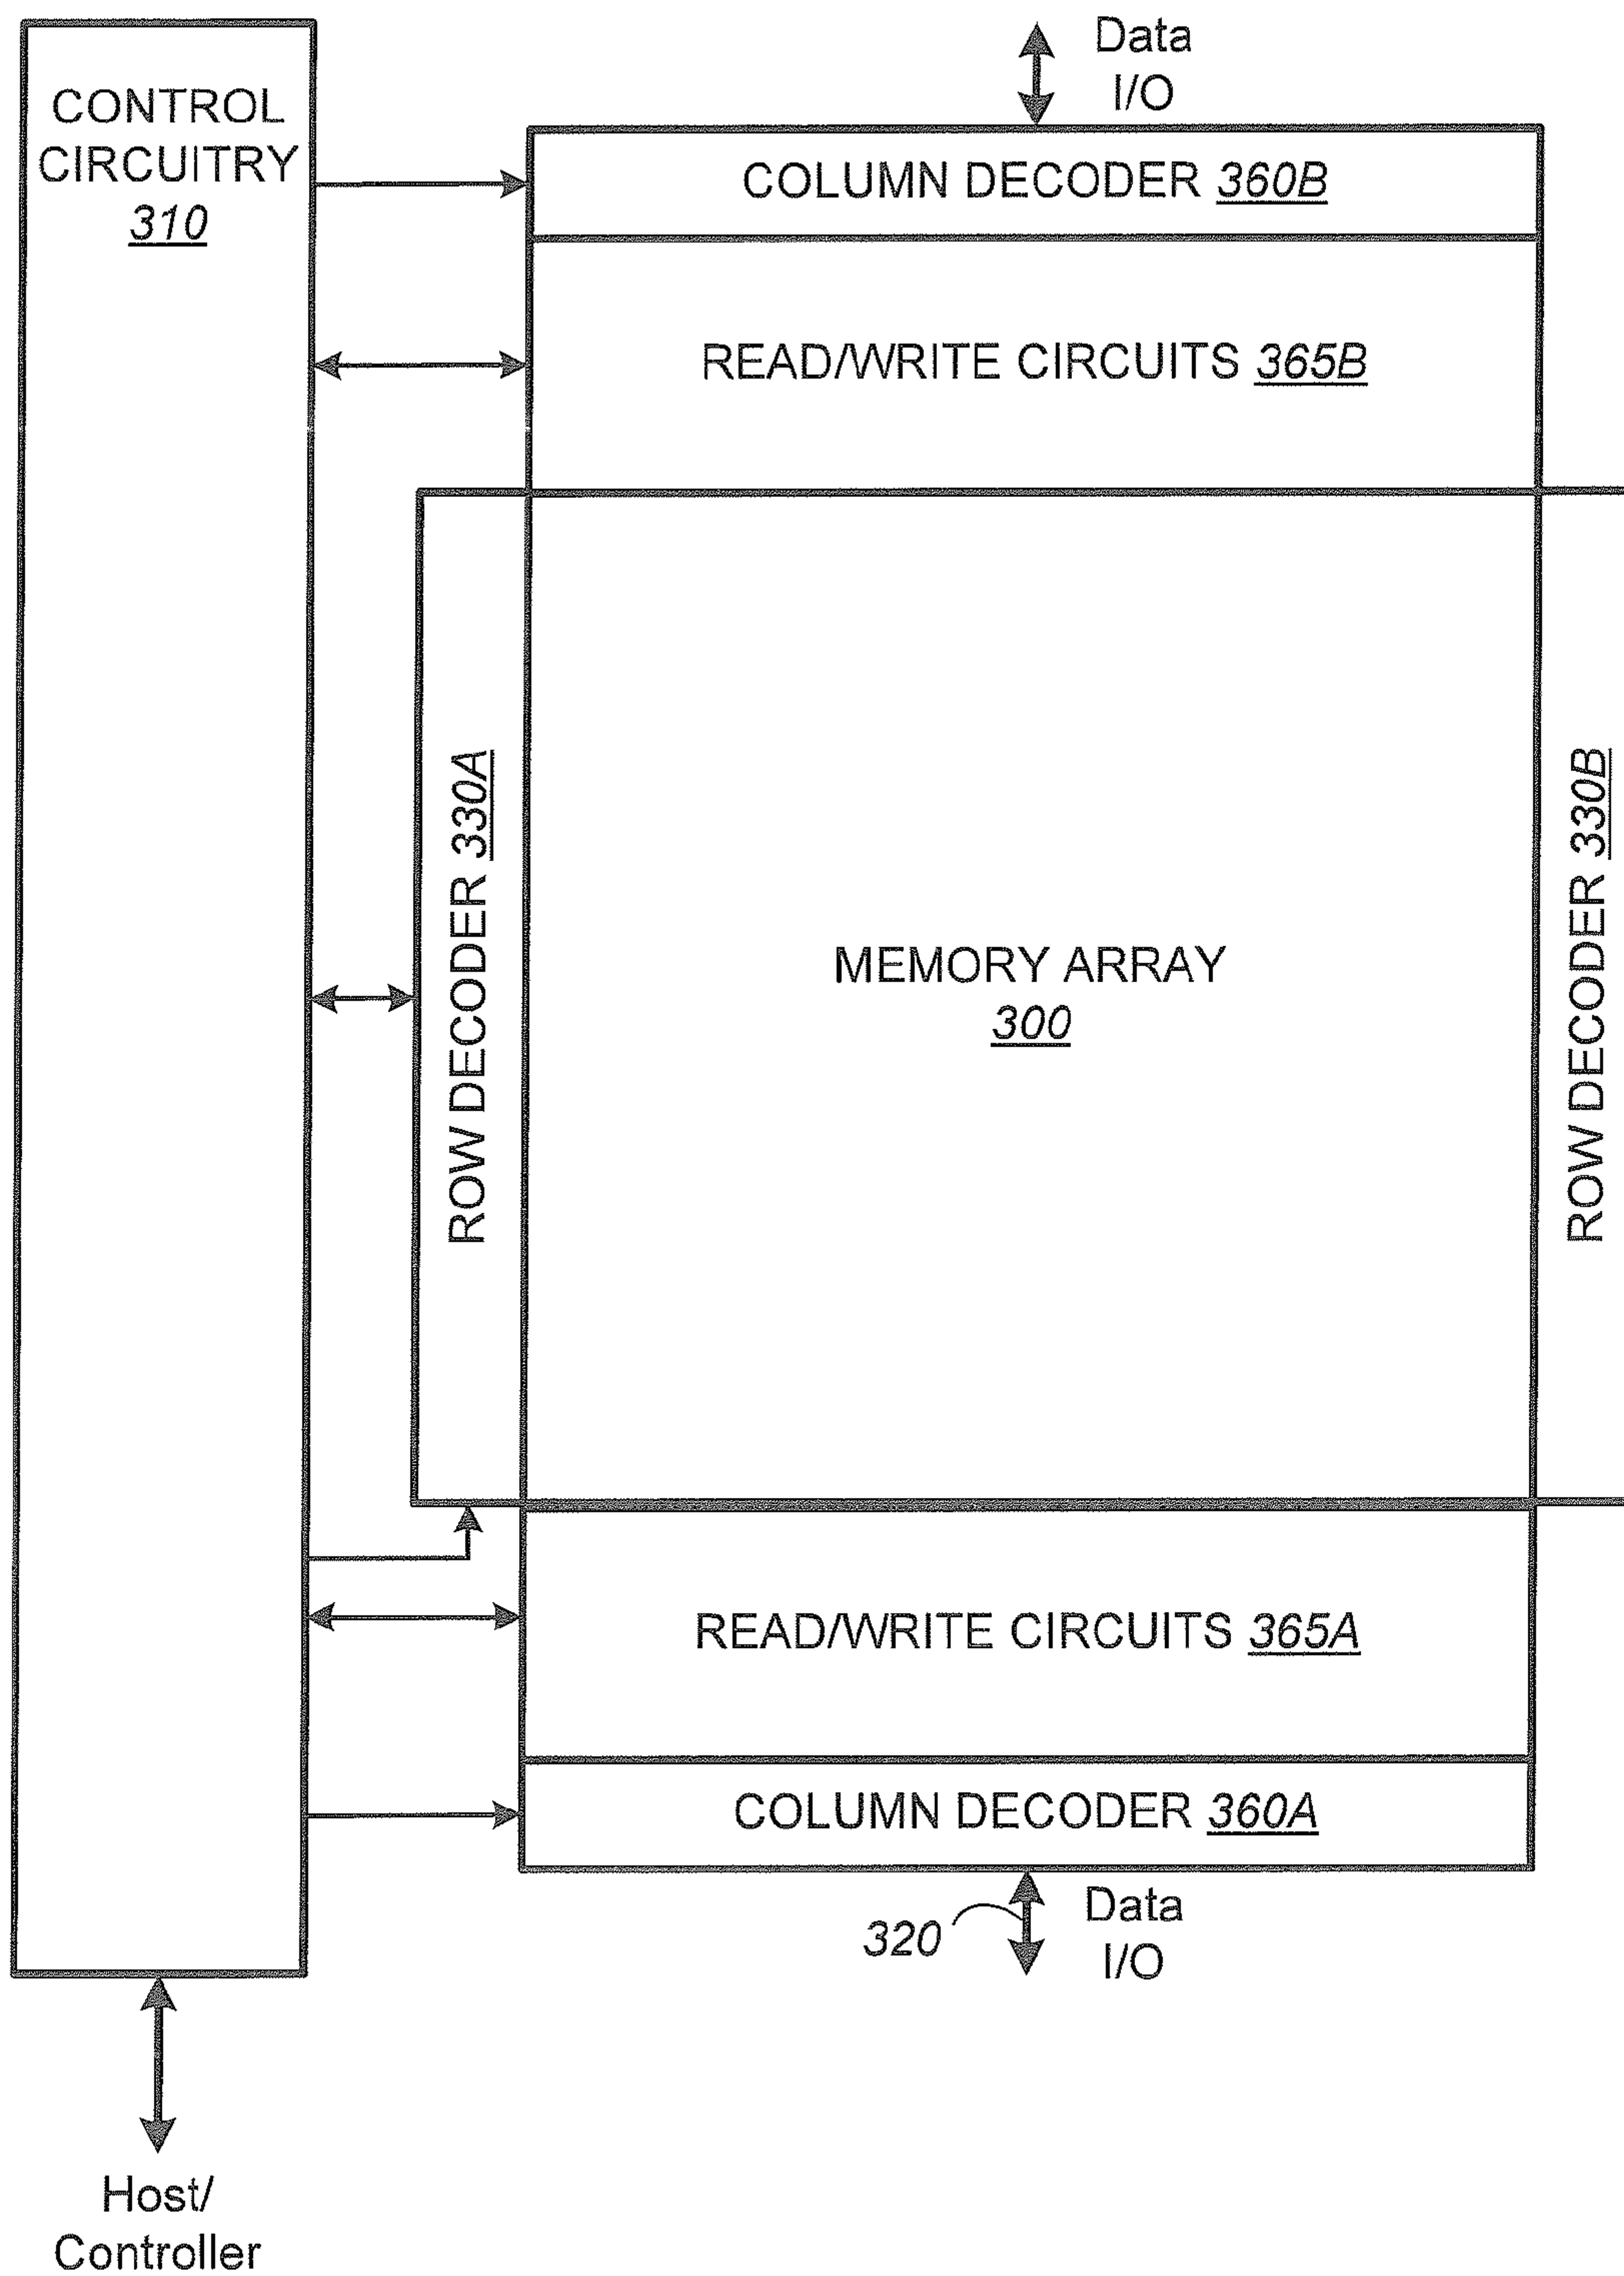 Data
I/O
CONTROL
CIRCUITRY
310
COLUMN DECODER 360B
READ/WRITE CIRCUITS 365B
ROW DECODER 330A
MEMORY ARRAY
300
ROW DECODER 330B
READ/WRITE CIRCUITS 365A
COLUMN DECODER 360A
320
Data
I/O
Host/
Controller